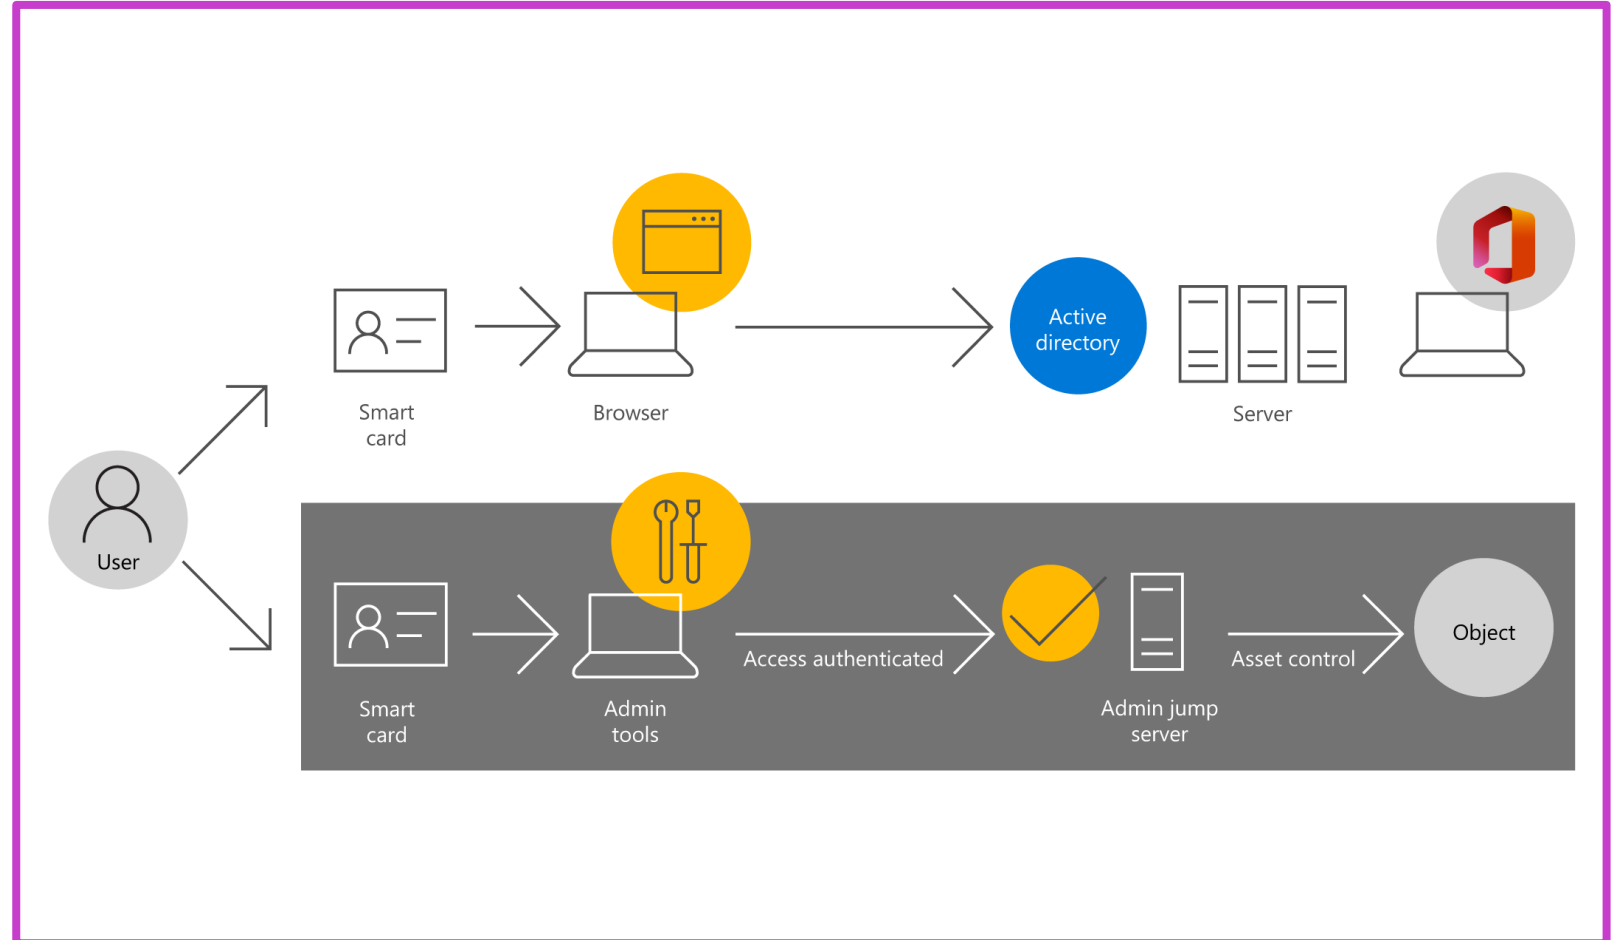 Active
directory
Smart
card
Browser
Server
User
Access authenticated
Asset control
Object
Smart
card
Admin
tools
Admin jump
server